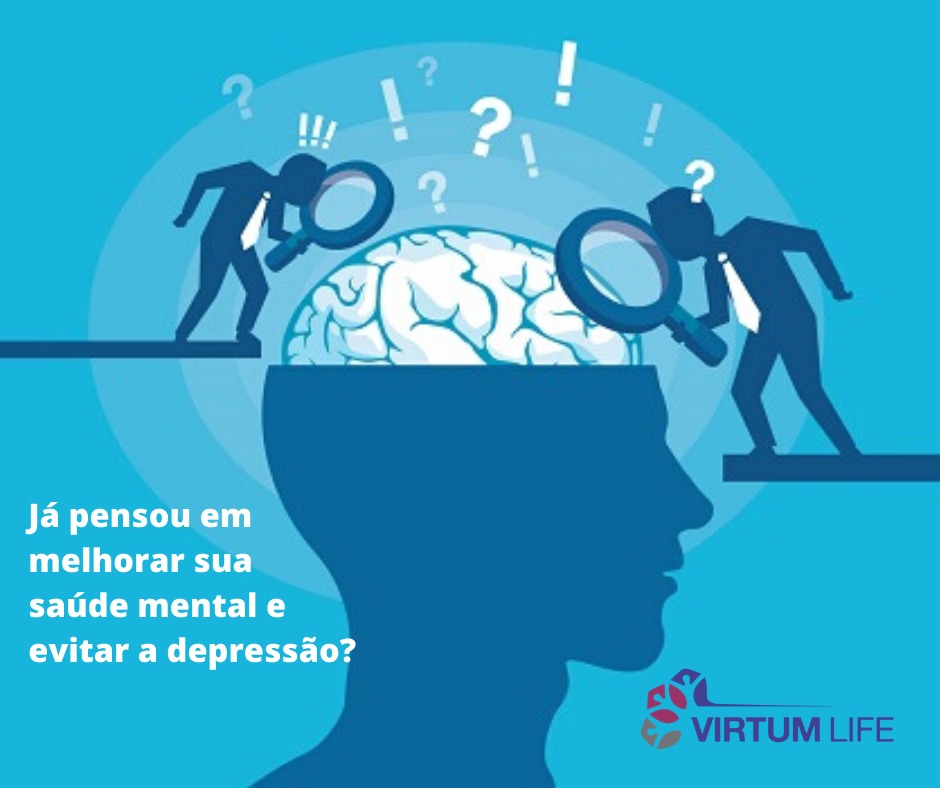 ? ! ? !
!!! ? ! !
? ?
Já pensou em
melhorar sua
saúde mental e
evitar a depressão?
VIRTUM LIFE